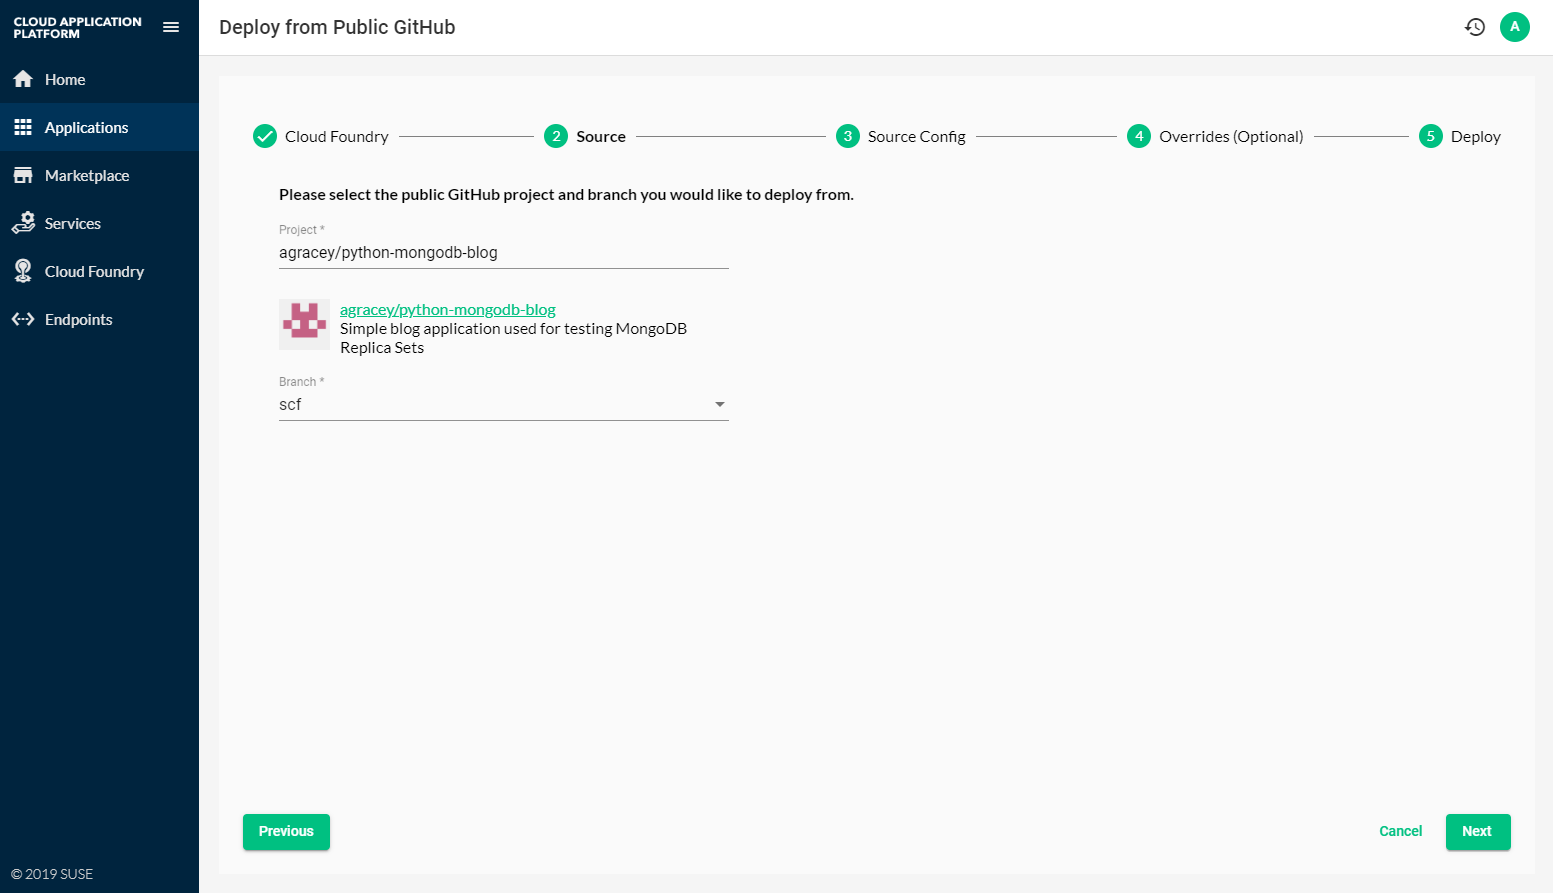 CLOUD APPLICATION
PLATFORM
Home
Applications
Marketplace
Services
Cloud Foundry
Endpoints
© 2019 SUSE
Deploy from Public GitHub
A
Cloud Foundry
2 Source
3 Source Config
4 Overrides (Optional)
5 Deploy
Please select the public GitHub project and branch you would like to deploy from.
Project *
agracey/python-mongodb-blog
agracey/python-mongodb-blog
Simple blog application used for testing MongoDB
Replica Sets
Branch *
scf
Previous
Cancel
Next